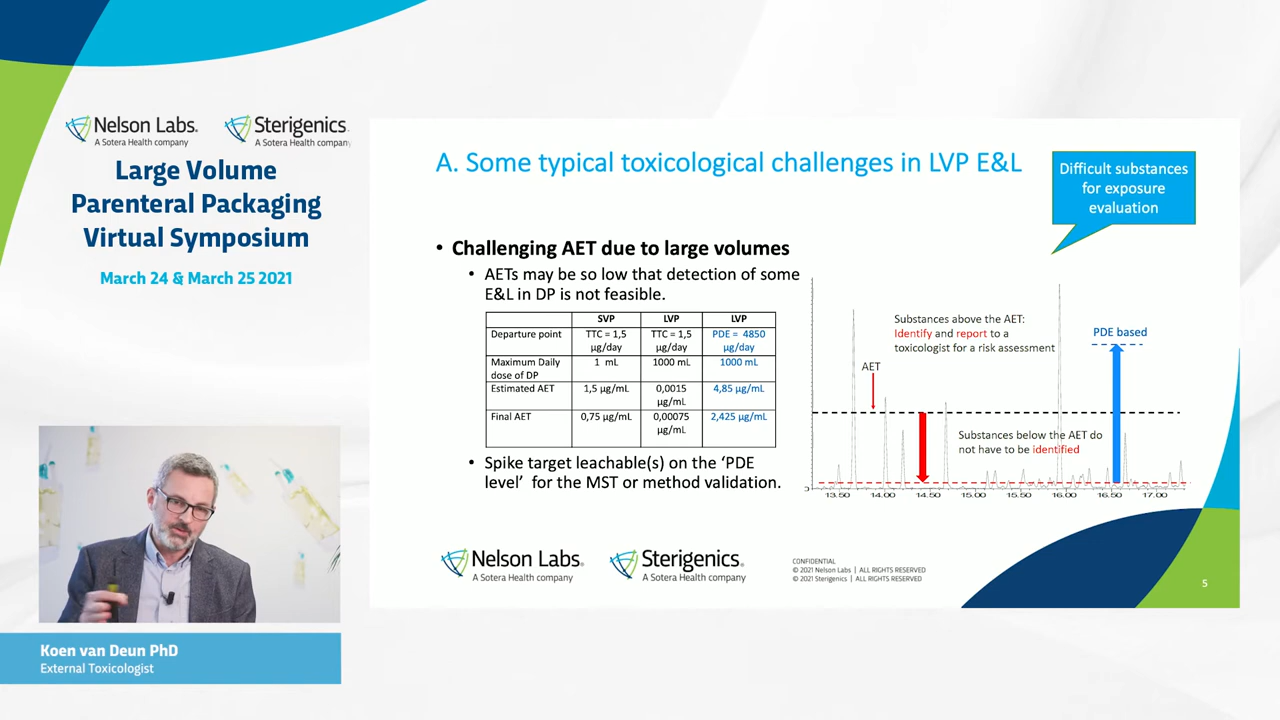 Nelson Labs®
A Sotera Health company
Sterigenics
A Sotera Health company
Large Volume
Parenteral Packaging
Virtual Symposium
March 24 & March 25 2021
A. Some typical toxicological challenges in LVP E&L
Difficult substances
for exposure
evaluation
• Challenging AET due to large volumes
• AETs may be so low that detection of some
E&L in DP is not feasible.
SVP LVP LVP
Departure point TTC = 1,5 µg/day TTC = 1,5 µg/day PDE = 4850 µg/day
Maximum Daily dose of DP 1 mL 1000 mL 1000 mL
Estimated AET 1,5 µg/mL 0,0015 µg/mL 4,85 µg/mL
Final AET 0,75 µg/mL 0,00075 µg/mL 2,425 µg/mL
• Spike target leachable(s) on the ‘PDE
level’ for the MST or method validation.
Substances above the AET:
Identify and report to a
toxicologist for a risk assessment
PDE based
AET
Substances below the AET do
not have to be identified
13.50 14.00 14.50 15.00 15.50 16.00 16.50 17.00
Nelson Labs®
A Sotera Health company
Sterigenics®
A Sotera Health company
CONFIDENTIAL
© 2021 Nelson Labs | ALL RIGHTS RESERVED
© 2021 Sterigenics | ALL RIGHTS RESERVED
5
Koen van Deun PhD
External Toxicologist